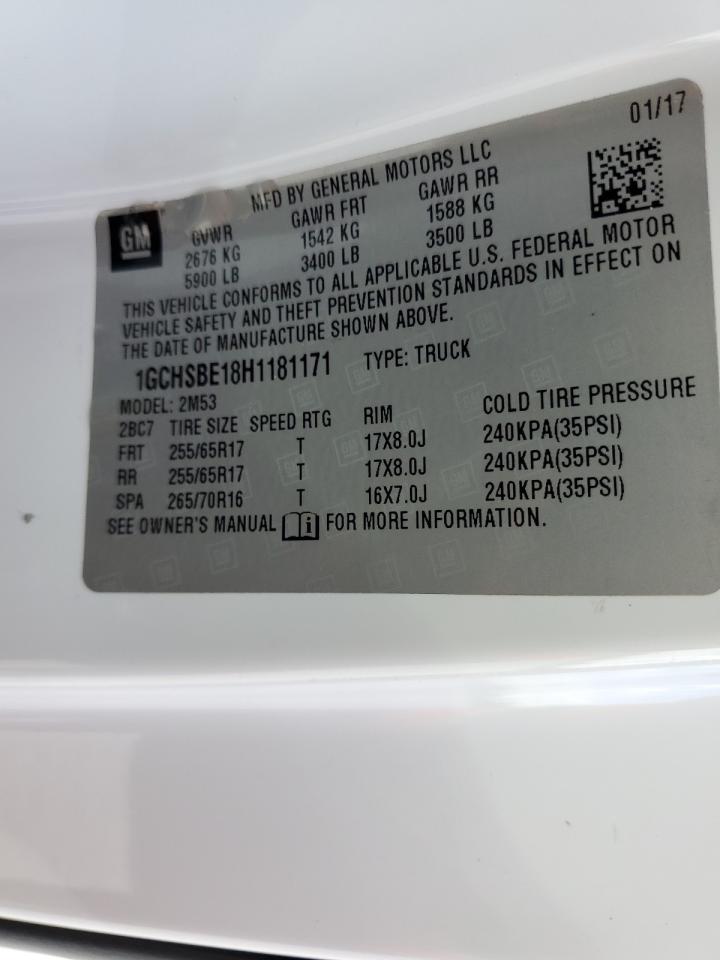 01/17
MFD BY GENERAL MOTORS LLC
GM
GVWR GAWR FRT GAWR RR
2676 KG 1542 KG 1588 KG
5900 LB 3400 LB 3500 LB
THIS VEHICLE CONFORMS TO ALL APPLICABLE U.S. FEDERAL MOTOR
VEHICLE SAFETY AND THEFT PREVENTION STANDARDS IN EFFECT ON
THE DATE OF MANUFACTURE SHOWN ABOVE.
1GCHSBE18H1181171 TYPE: TRUCK
MODEL: 2M53
2BC7 TIRE SIZE SPEED RTG RIM COLD TIRE PRESSURE
FRT 255/65R17 T 17X8.0J 240KPA(35PSI)
RR 255/65R17 T 17X8.0J 240KPA(35PSI)
SPA 265/70R16 T 16X7.0J 240KPA(35PSI)
SEE OWNER'S MANUAL i FOR MORE INFORMATION.